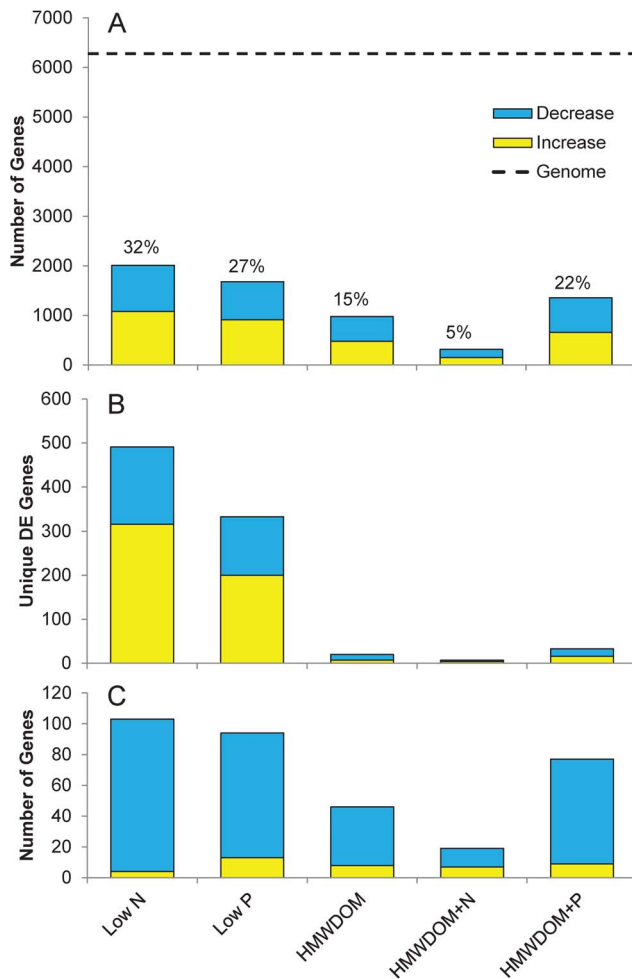 A
7000
6000
5000
4000
3000
2000
1000
0
Number of Genes
Decrease
Increase
Genome
32%
27%
15%
5%
22%
B
600
500
400
300
200
100
0
Unique DE Genes
C
120
100
80
60
40
20
0
Number of Genes
Low N
Low P
HMWDOM
HMWDOM+N
HMWDOM+P